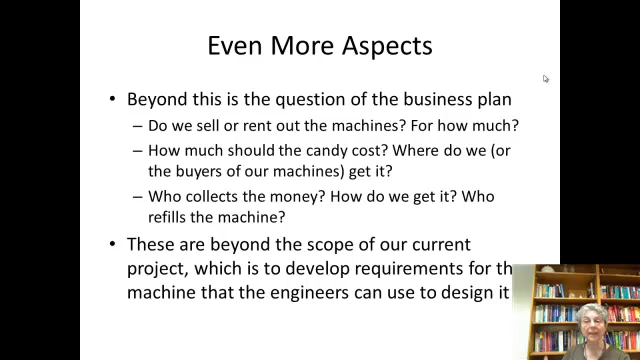 Even More Aspects
• Beyond this is the question of the business plan
– Do we sell or rent out the machines? For how much?
– How much should the candy cost? Where do we (or
the buyers of our machines) get it?
– Who collects the money? How do we get it? Who
refills the machine?
• These are beyond the scope of our current
project, which is to develop requirements for th
machine that the engineers can use to design it